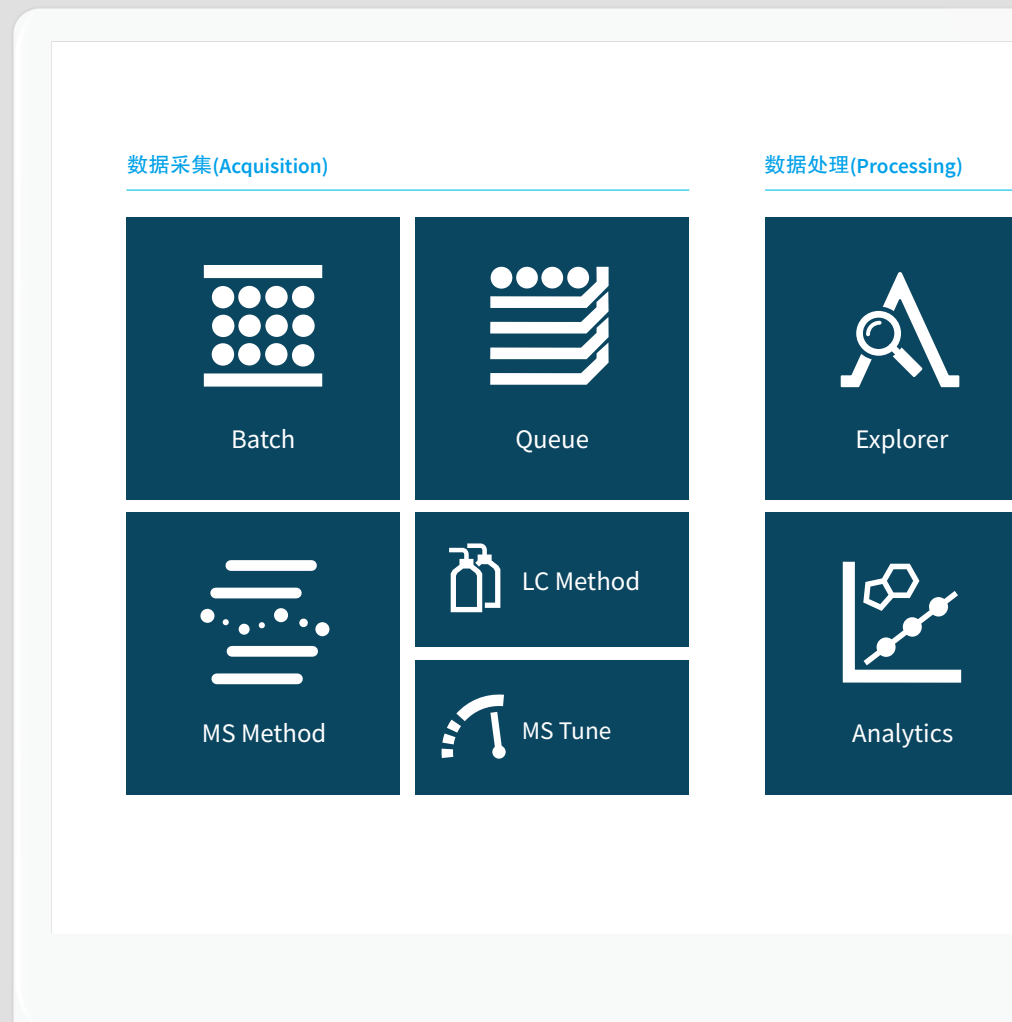 数据采集(Acquisition)
数据处理(Processing)
Batch
Queue
Explorer
MS Method
LC Method
MS Tune
Analytics